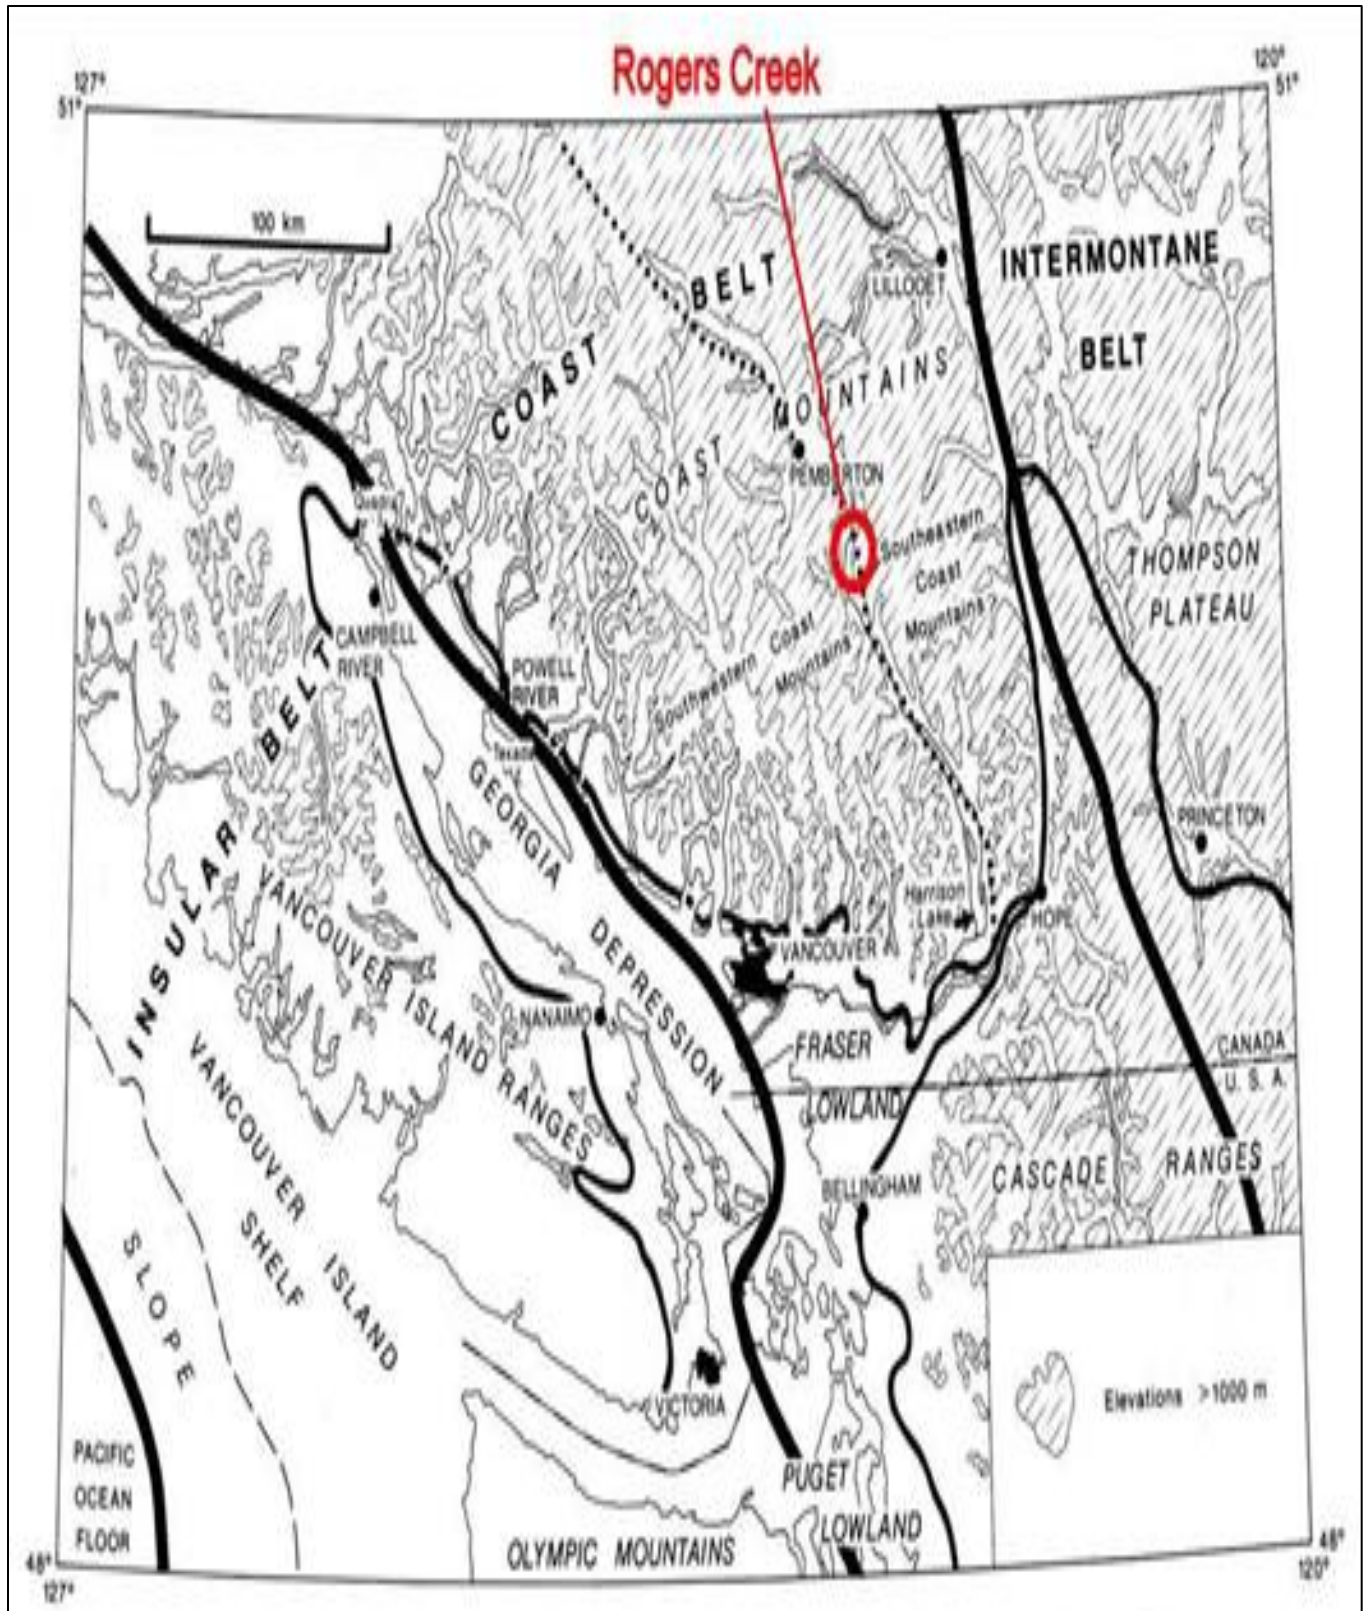 Rogers Creek
127°
51°
120°
51°
100 km
INTERMONTANE
BELT
LILLOOET
COAST BELT
COAST MOUNTAINS
PEMBERTON
Southeastern
Coast
Mountains
THOMPSON
PLATEAU
Quadra
CAMPBELL
RIVER
POWELL
RIVER
Texada
Southwestern Coast
Mountains
INSULAR BELT
GEORGIA DEPRESSION
PRINCETON
Harrison
Lake
HOPE
VANCOUVER
VANCOUVER ISLAND RANGES
NANAIMO
FRASER
LOWLAND
CANADA
U. S. A.
VANCOUVER ISLAND
SHELF
CASCADE RANGES
BELLINGHAM
SLOPE
VICTORIA
Elevations >1000 m
PACIFIC
OCEAN
FLOOR
PUGET
LOWLAND
OLYMPIC MOUNTAINS
48°
127°
48°
120°